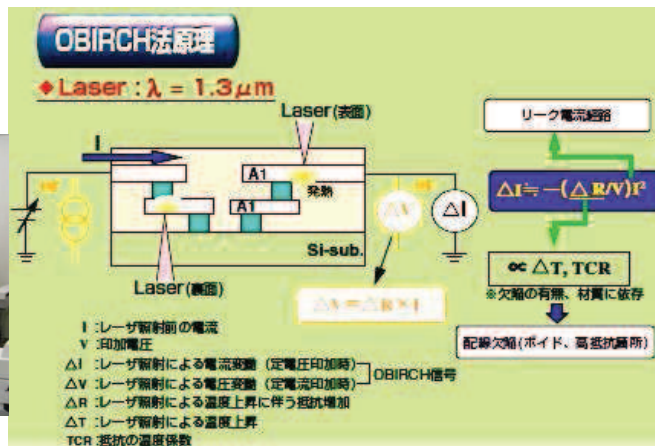 OBIRCH法原理
◆Laser : λ = 1.3μm
Laser(表面)
I
A1
発熱
A1
Si-sub.
Laser(裏面)
ΔV
ΔI
ΔV = ΔR × I
リーク電流経路
ΔI≒ -(ΔR/V)I²
∝ ΔT, TCR
※欠陥の有無、材質に依存
配線欠陥(ボイド、高抵抗箇所)
I :レーザ照射前の電流
V :印加電圧
ΔI :レーザ照射による電流変動 (定電圧印加時)
ΔV :レーザ照射による電圧変動 (定電流印加時)
OBIRCH信号
ΔR :レーザ照射による温度上昇に伴う抵抗増加
ΔT :レーザ照射による温度上昇
TCR :抵抗の温度係数